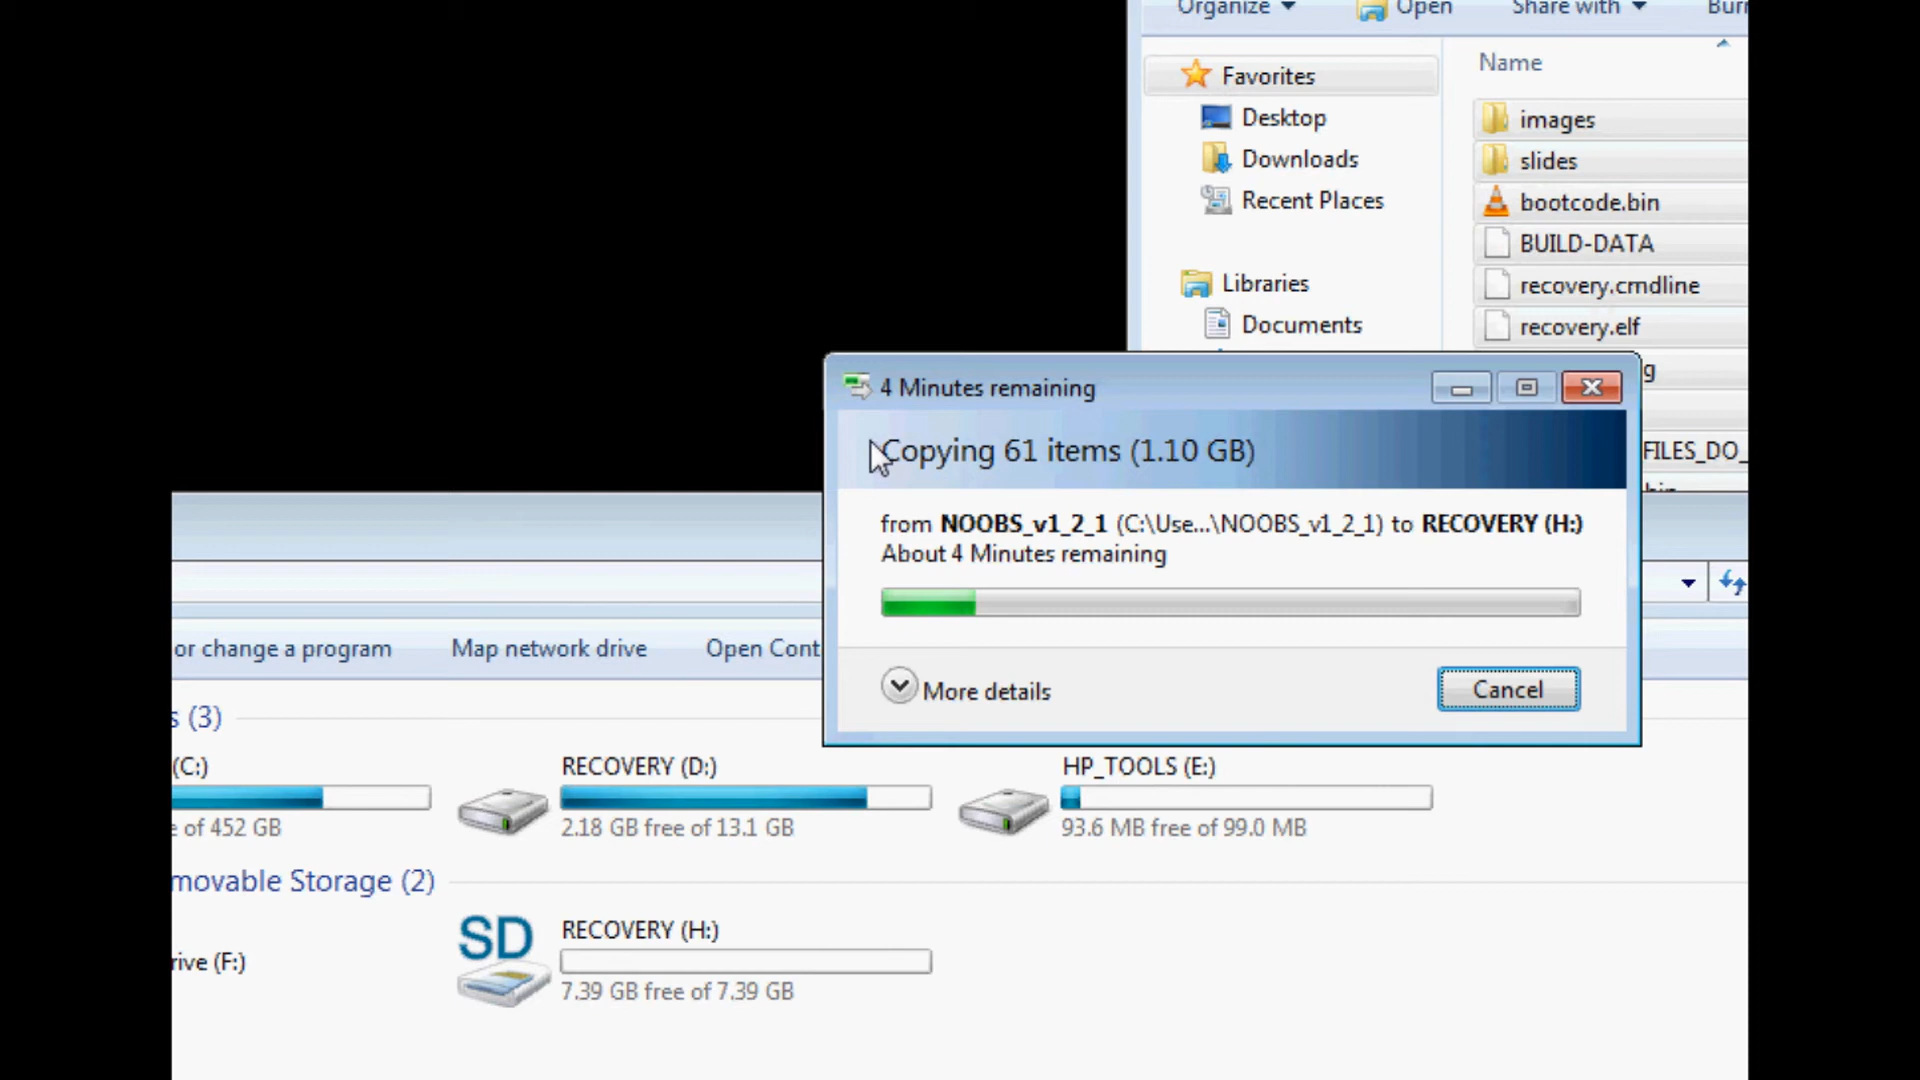 Organize
Open
Share with
Favorites
Name
Desktop
images
Downloads
slides
Recent Places
bootcode.bin
BUILD-DATA
Libraries
recovery.cmdline
Documents
recovery.elf
4 Minutes remaining
Copying 61 items (1.10 GB)
FILES_DO_
from NOOBS_v1_2_1 (C:\Use...\NOOBS_v1_2_1) to RECOVERY (H:)
About 4 Minutes remaining
or change a program
Map network drive
Open Cont
More details
Cancel
s (3)
(C:)
RECOVERY (D:)
HP_TOOLS (E:)
e of 452 GB
2.18 GB free of 13.1 GB
93.6 MB free of 99.0 MB
movable Storage (2)
SD
RECOVERY (H:)
rive (F:)
7.39 GB free of 7.39 GB